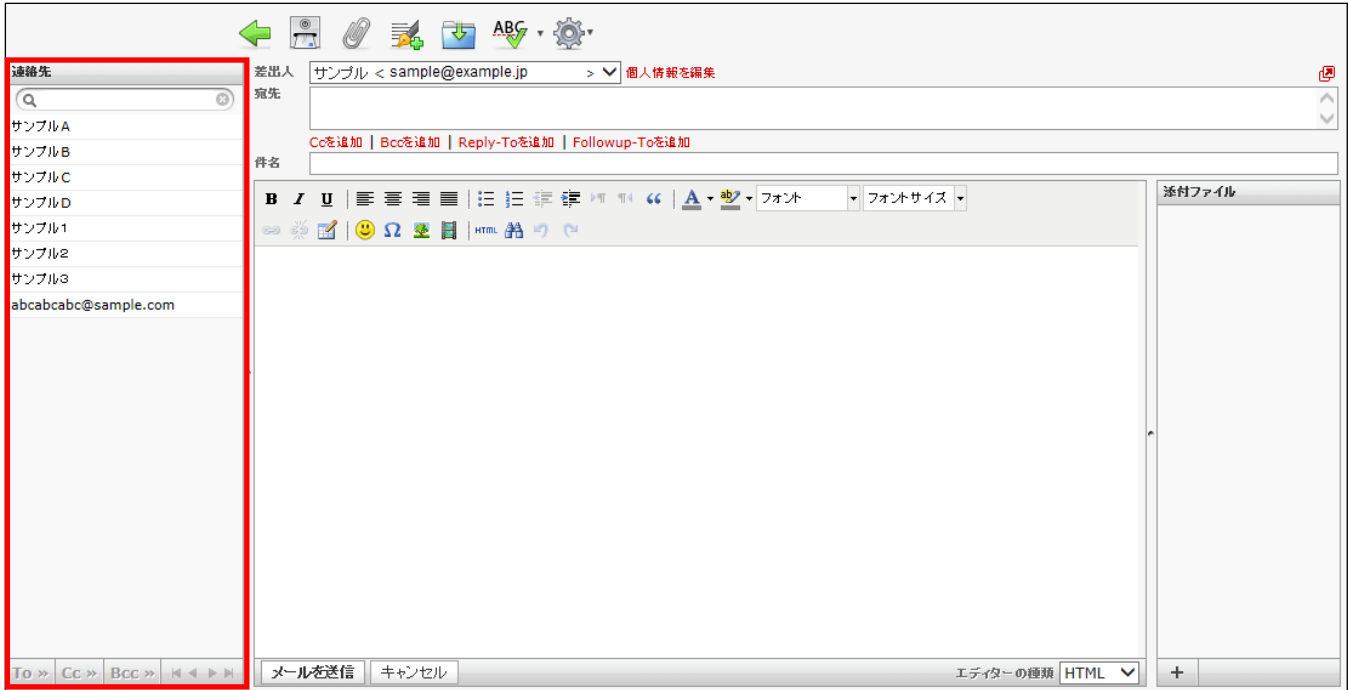 ABC
連絡先
サンプルA
サンプルB
サンプルC
サンプルD
サンプル1
サンプル2
サンプル3
abcabcabc@sample.com
To » Cc » Bcc »
差出人 サンプル < sample@example.jp > 個人情報を編集
宛先
Ccを追加 | Bccを追加 | Reply-Toを追加 | Followup-Toを追加
件名
B I U A ab フォント フォントサイズ
Ω HTML
メールを送信 キャンセル エディターの種類 HTML
添付ファイル
+